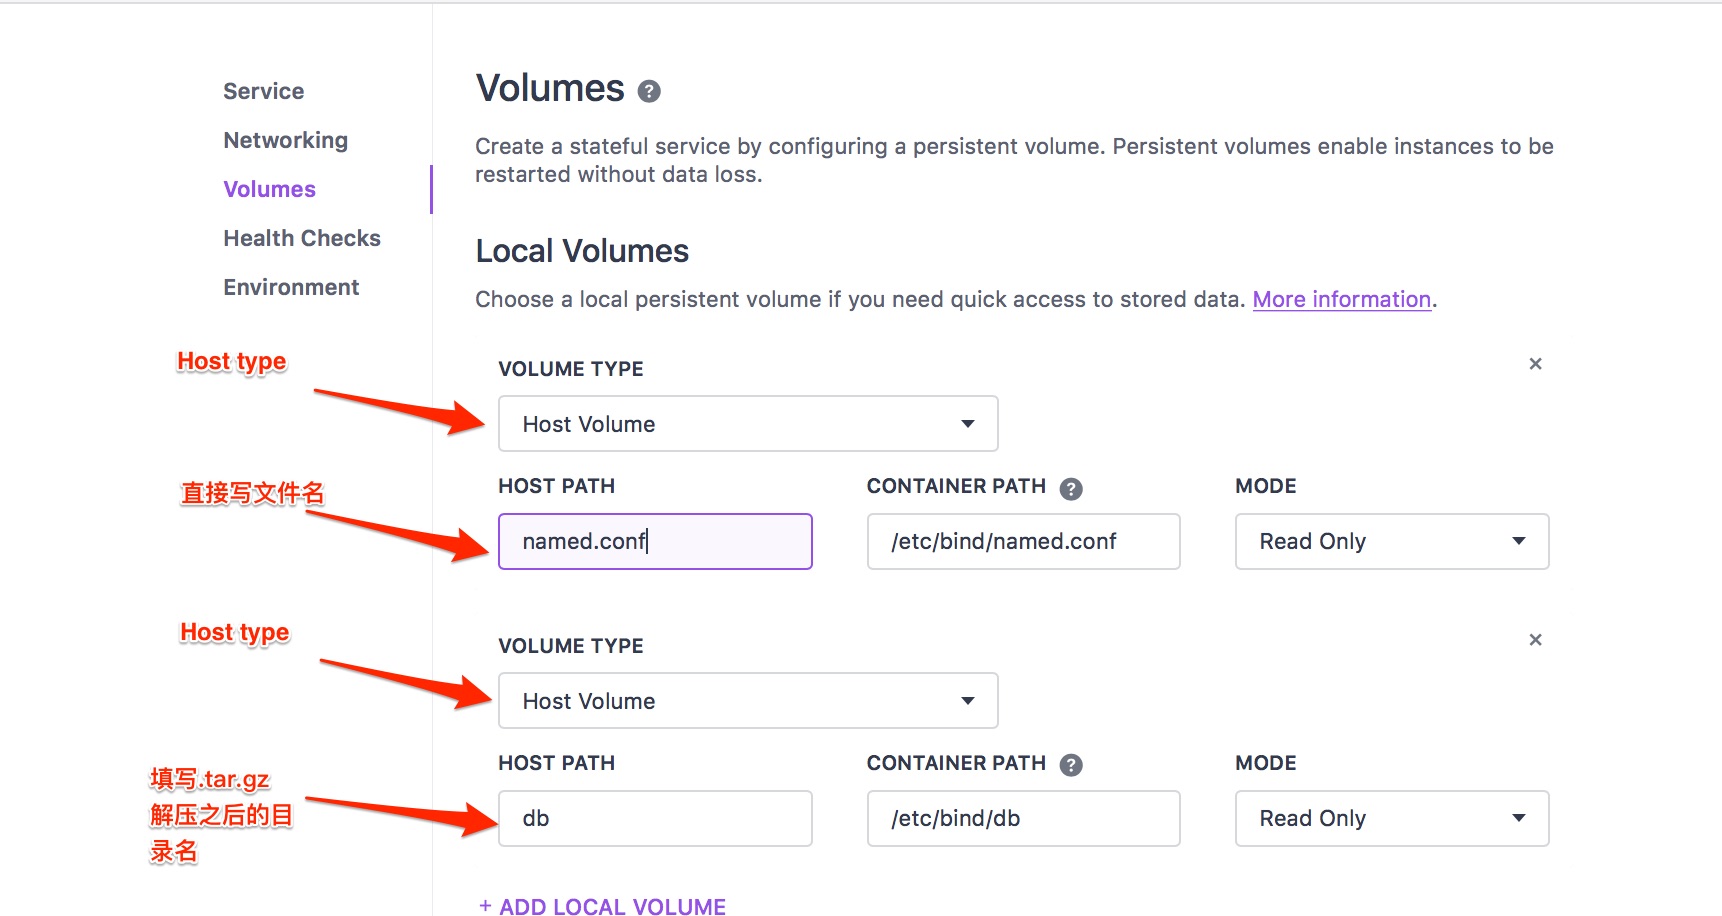 Service
Networking
Volumes
Health Checks
Environment
Volumes ?
Create a stateful service by configuring a persistent volume. Persistent volumes enable instances to be
restarted without data loss.
Local Volumes
Choose a local persistent volume if you need quick access to stored data. More information.
Host type
VOLUME TYPE
×
Host Volume
直接写文件名
HOST PATH
CONTAINER PATH ?
MODE
named.conf
/etc/bind/named.conf
Read Only
Host type
VOLUME TYPE
×
Host Volume
填写.tar.gz
解压之后的目
录名
HOST PATH
CONTAINER PATH ?
MODE
db
/etc/bind/db
Read Only
+ ADD LOCAL VOLUME